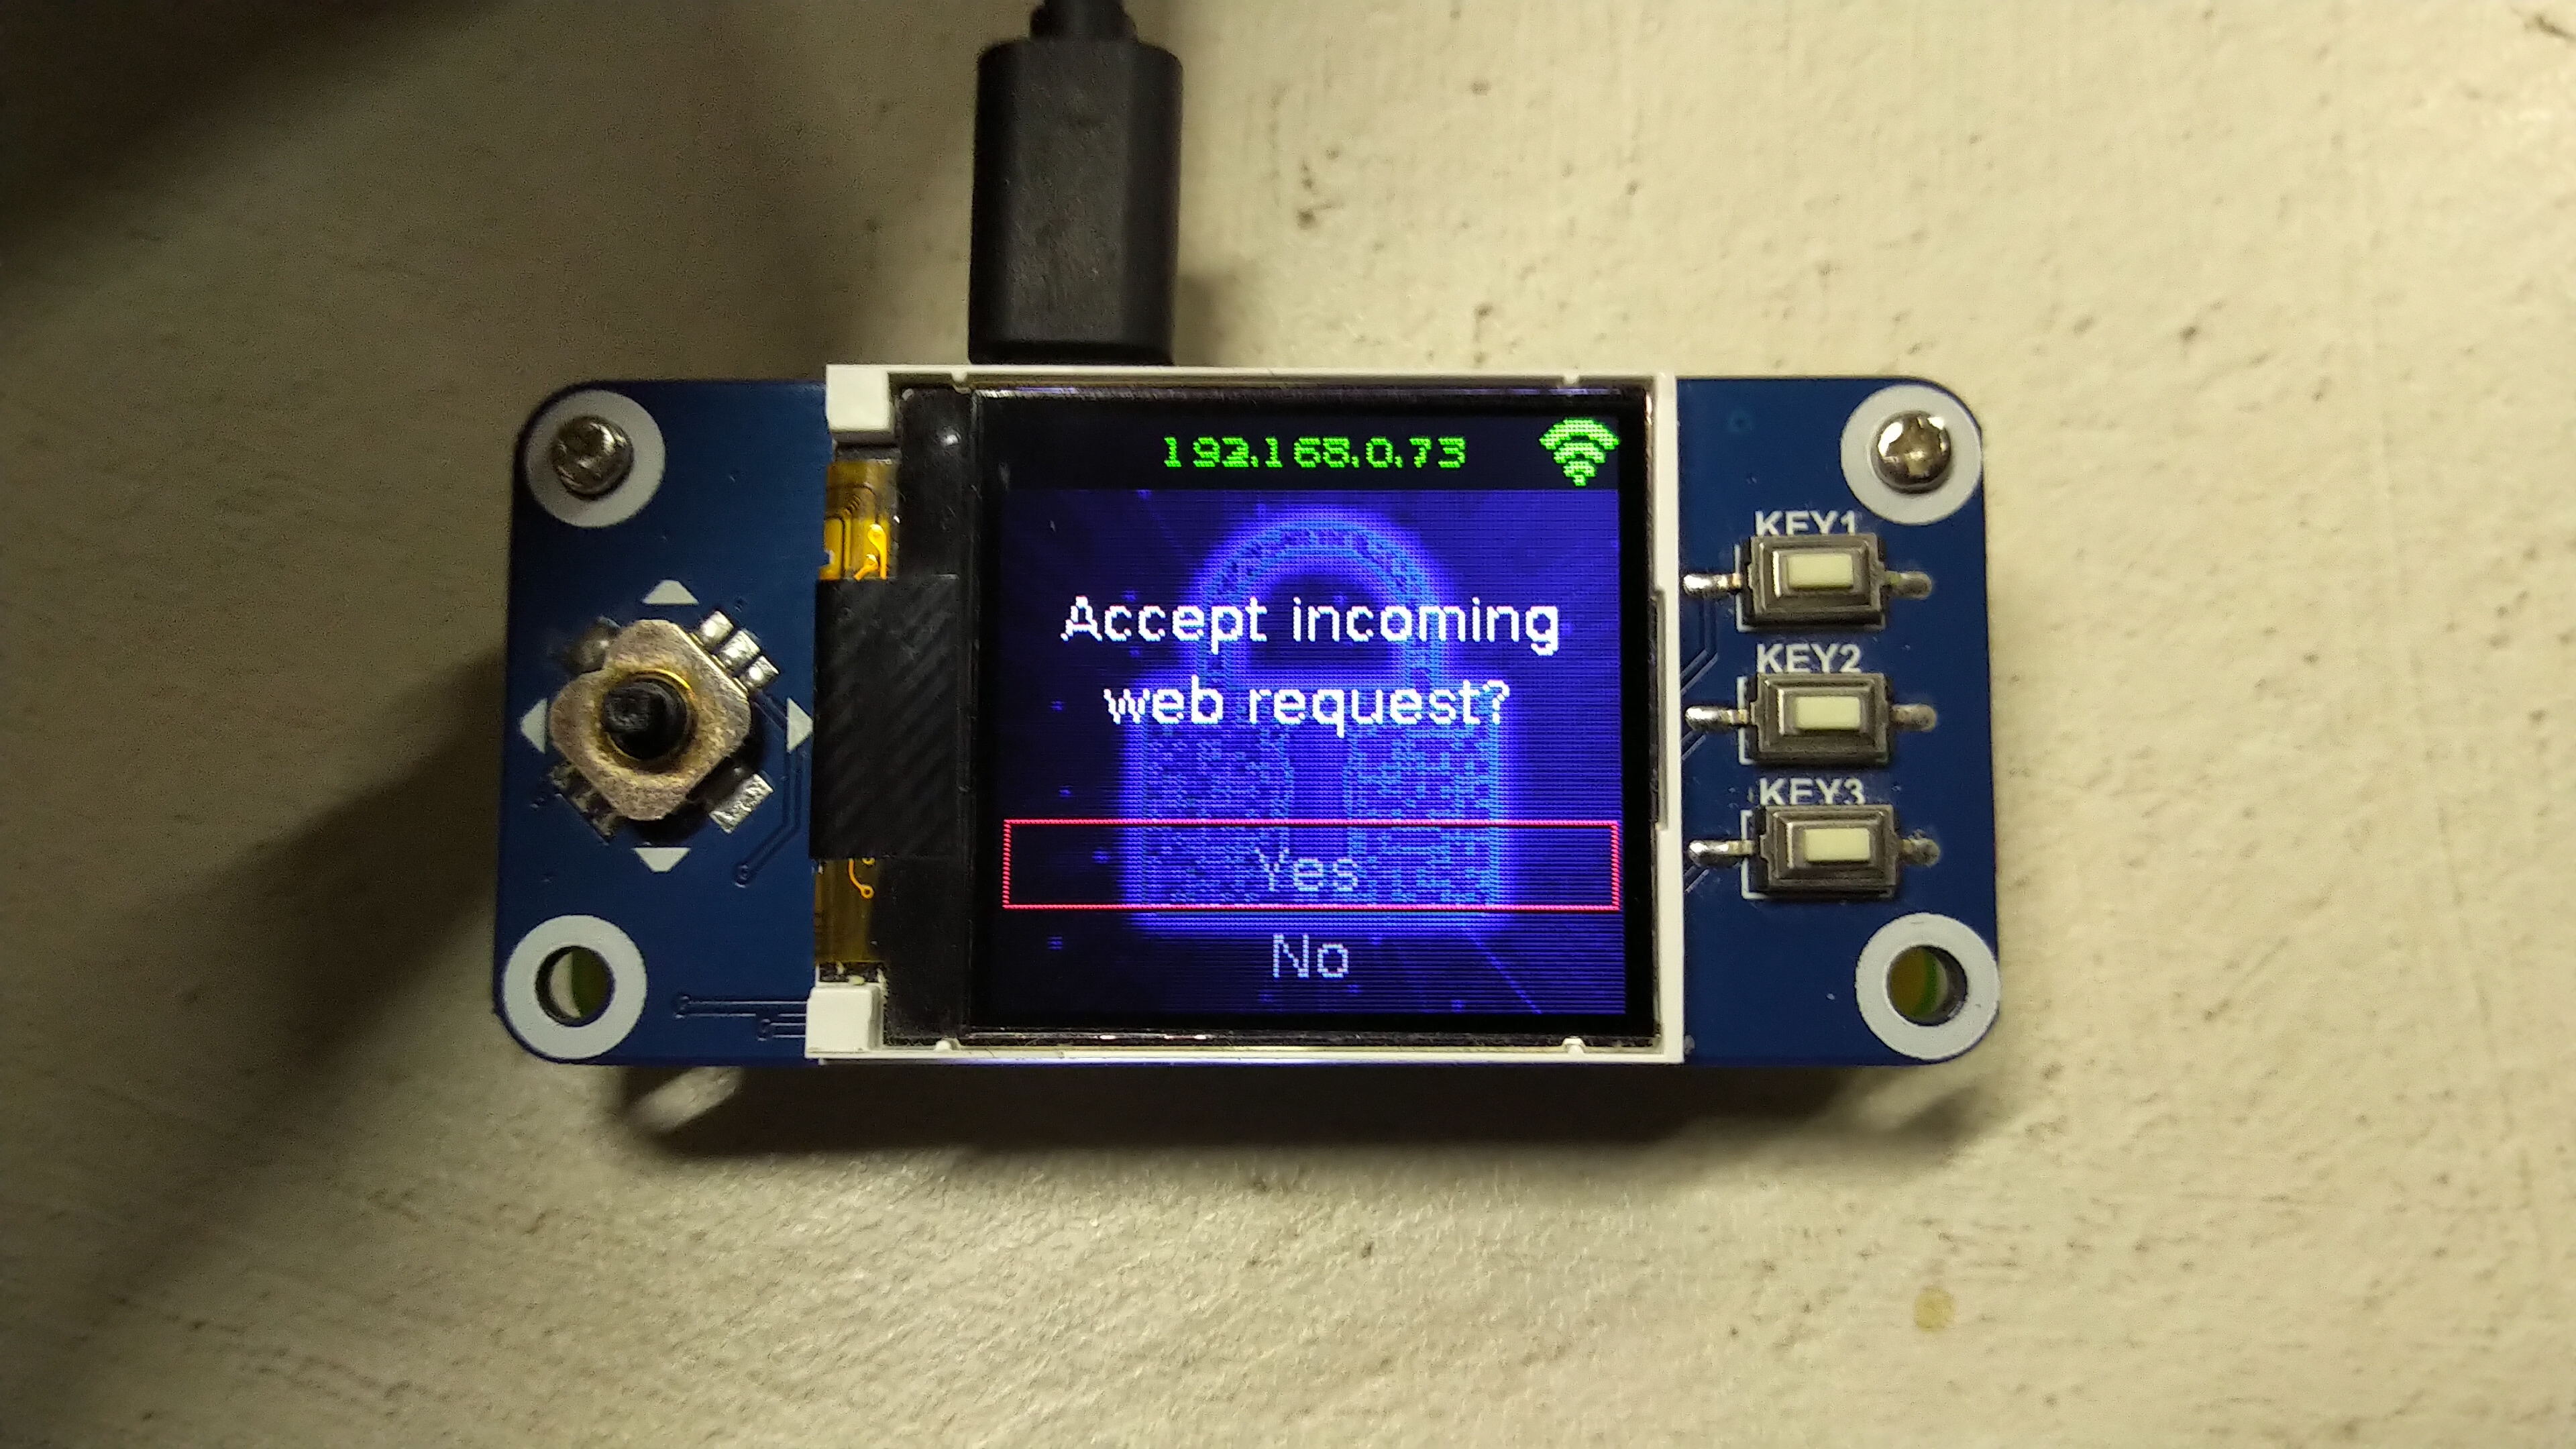 192.168.0.73
Accept incoming
web request?
Yes
No
KEY1
KEY2
KEY3